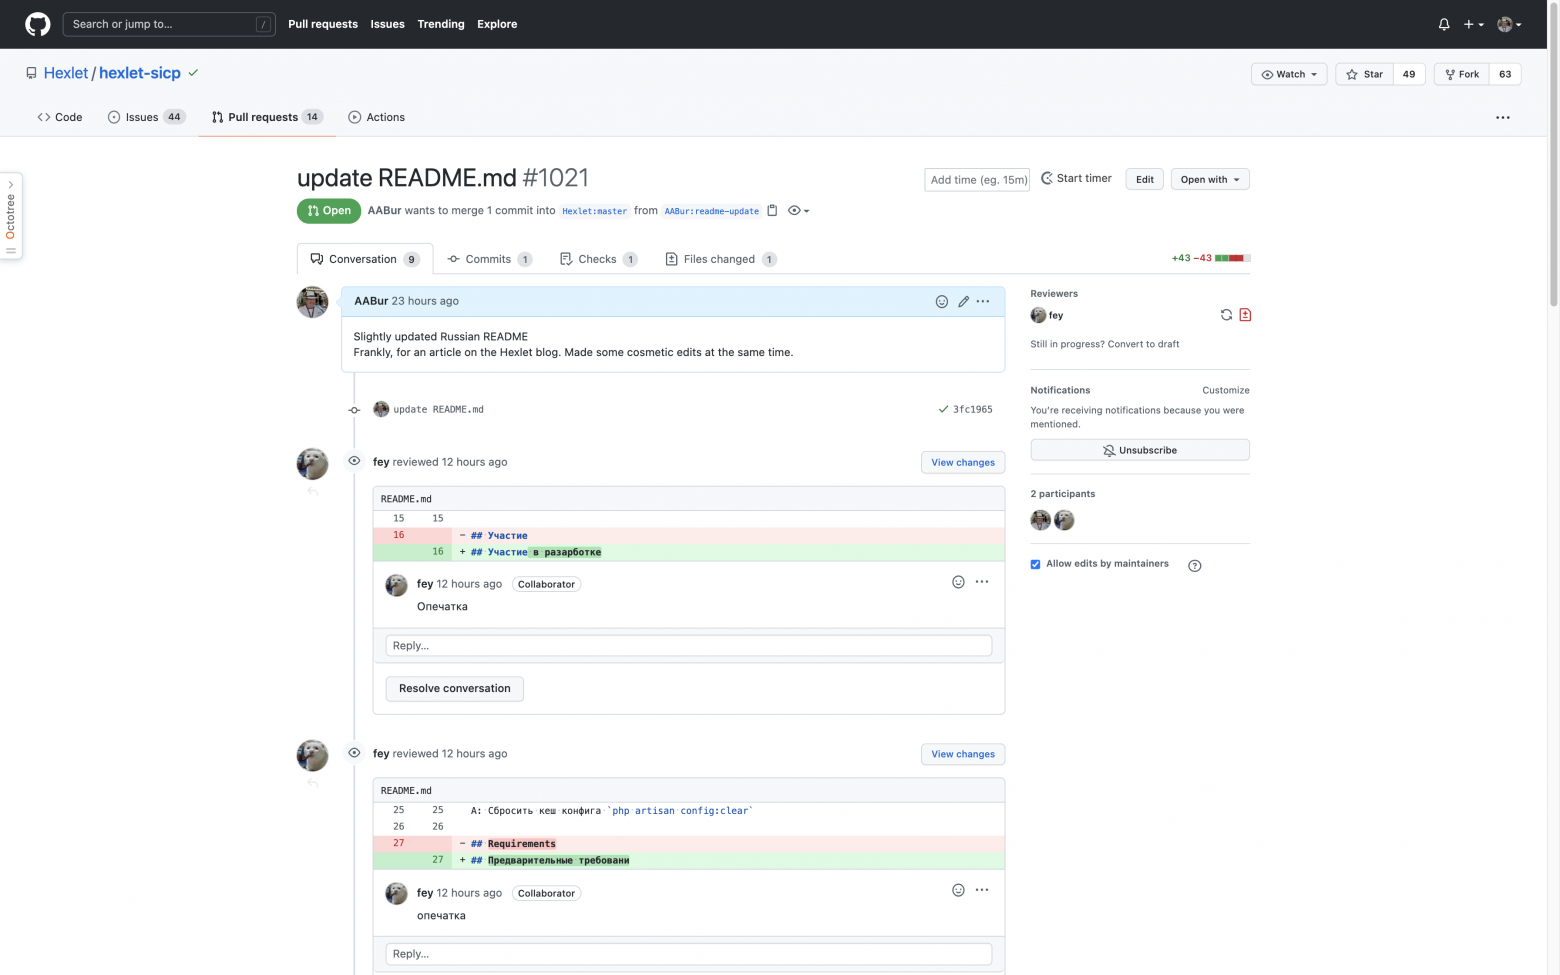 Search or jump to... /
Pull requests Issues Trending Explore
Hexlet / hexlet-sicp
Watch Star 49 Fork 63
Code Issues 44 Pull requests 14 Actions
Octotree
update README.md #1021
Add time (eg. 15m) Start timer Edit Open with
Open AABur wants to merge 1 commit into Hexlet:master from AABur:readme-update
Conversation 9 Commits 1 Checks 1 Files changed 1 +43 −43
AABur 23 hours ago
Slightly updated Russian README
Frankly, for an article on the Hexlet blog. Made some cosmetic edits at the same time.
update README.md 3fc1965
fey reviewed 12 hours ago View changes
README.md
15 15
16 - ## Участие
16 + ## Участие в разарботке
fey 12 hours ago Collaborator
Опечатка
Reply...
Resolve conversation
fey reviewed 12 hours ago View changes
README.md
25 25 A: Сбросить кеш конфига `php artisan config:clear`
26 26
27 - ## Requirements
27 + ## Предварительные требовани
fey 12 hours ago Collaborator
опечатка
Reply...
Reviewers
fey
Still in progress? Convert to draft
Notifications Customize
You're receiving notifications because you were
mentioned.
Unsubscribe
2 participants
Allow edits by maintainers ?